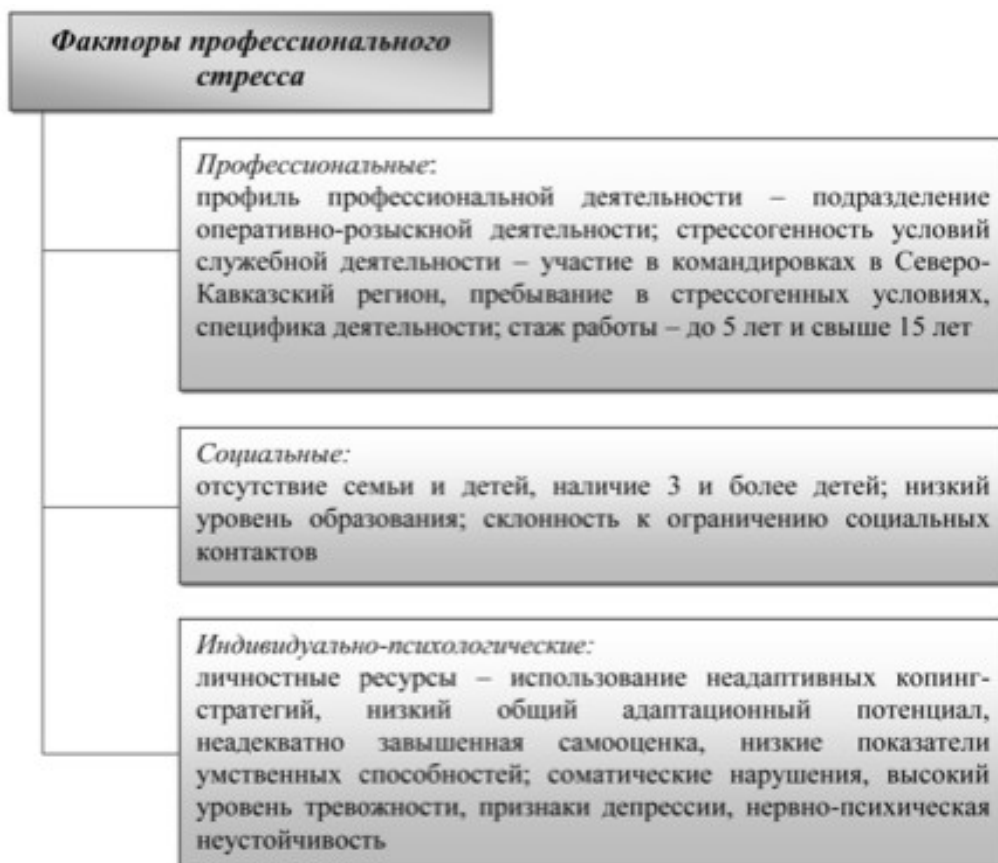 Факторы профессионального
стресса
Профессиональные:
профиль профессиональной деятельности – подразделение
оперативно-розыскной деятельности; стрессогенность условий
служебной деятельности – участие в командировках в Северо-
Кавказский регион, пребывание в стрессогенных условиях,
специфика деятельности; стаж работы – до 5 лет и свыше 15 лет
Социальные:
отсутствие семьи и детей, наличие 3 и более детей; низкий
уровень образования; склонность к ограничению социальных
контактов
Индивидуально-психологические:
личностные ресурсы – использование неадаптивных копинг-
стратегий, низкий общий адаптационный потенциал,
неадекватно завышенная самооценка, низкие показатели
умственных способностей; соматические нарушения, высокий
уровень тревожности, признаки депрессии, нервно-психическая
неустойчивость